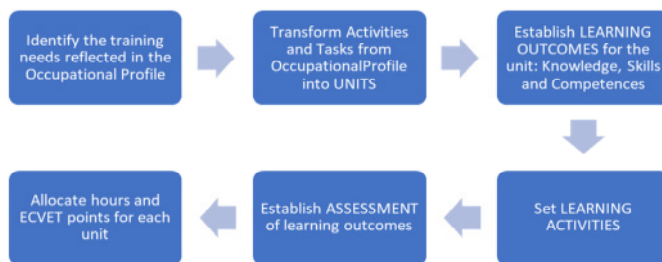 Identify the training
needs reflected in the
Occupational Profile
Transform Activities
and Tasks from
OccupationalProfile
into UNITS
Establish LEARNING
OUTCOMES for the
unit: Knowledge, Skills
and Competences
Set LEARNING
ACTIVITIES
Establish ASSESSMENT
of learning outcomes
Allocate hours and
ECVET points for each
unit